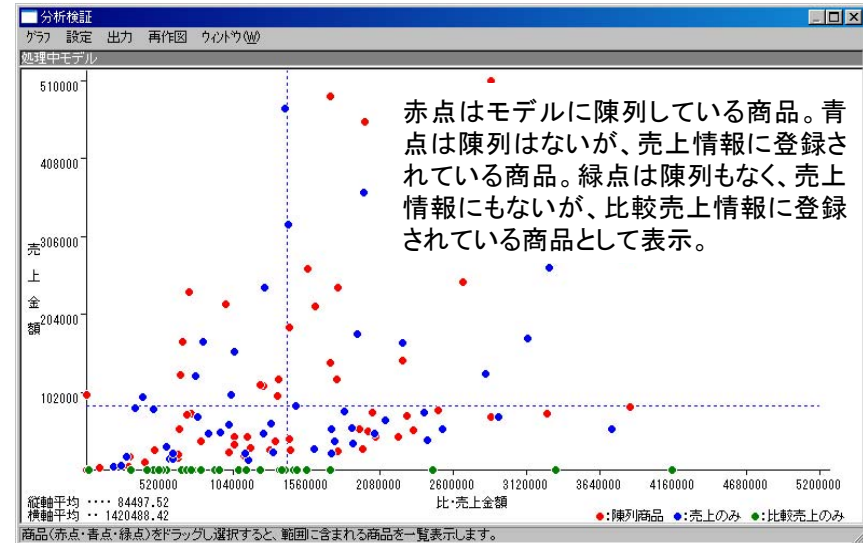 分析検証
ｸﾞﾗﾌ 設定 出力 再作図 ｳｨﾝﾄﾞｳ(W)
処理中モデル
赤点はモデルに陳列している商品。青
点は陳列はないが、売上情報に登録さ
れている商品。緑点は陳列もなく、売上
情報にもないが、比較売上情報に登録
されている商品として表示。
510000
408000
306000
204000
102000
売上金額
520000 1040000 1560000 2080000 2600000 3120000 3640000 4160000 4680000 5200000
比・売上金額
縦軸平均 ‥‥ 84497.52
横軸平均 ‥ 1420488.42
●:陳列商品 ●:売上のみ ●:比較売上のみ
商品(赤点・青点・緑点)をドラッグし選択すると、範囲に含まれる商品を一覧表示します。